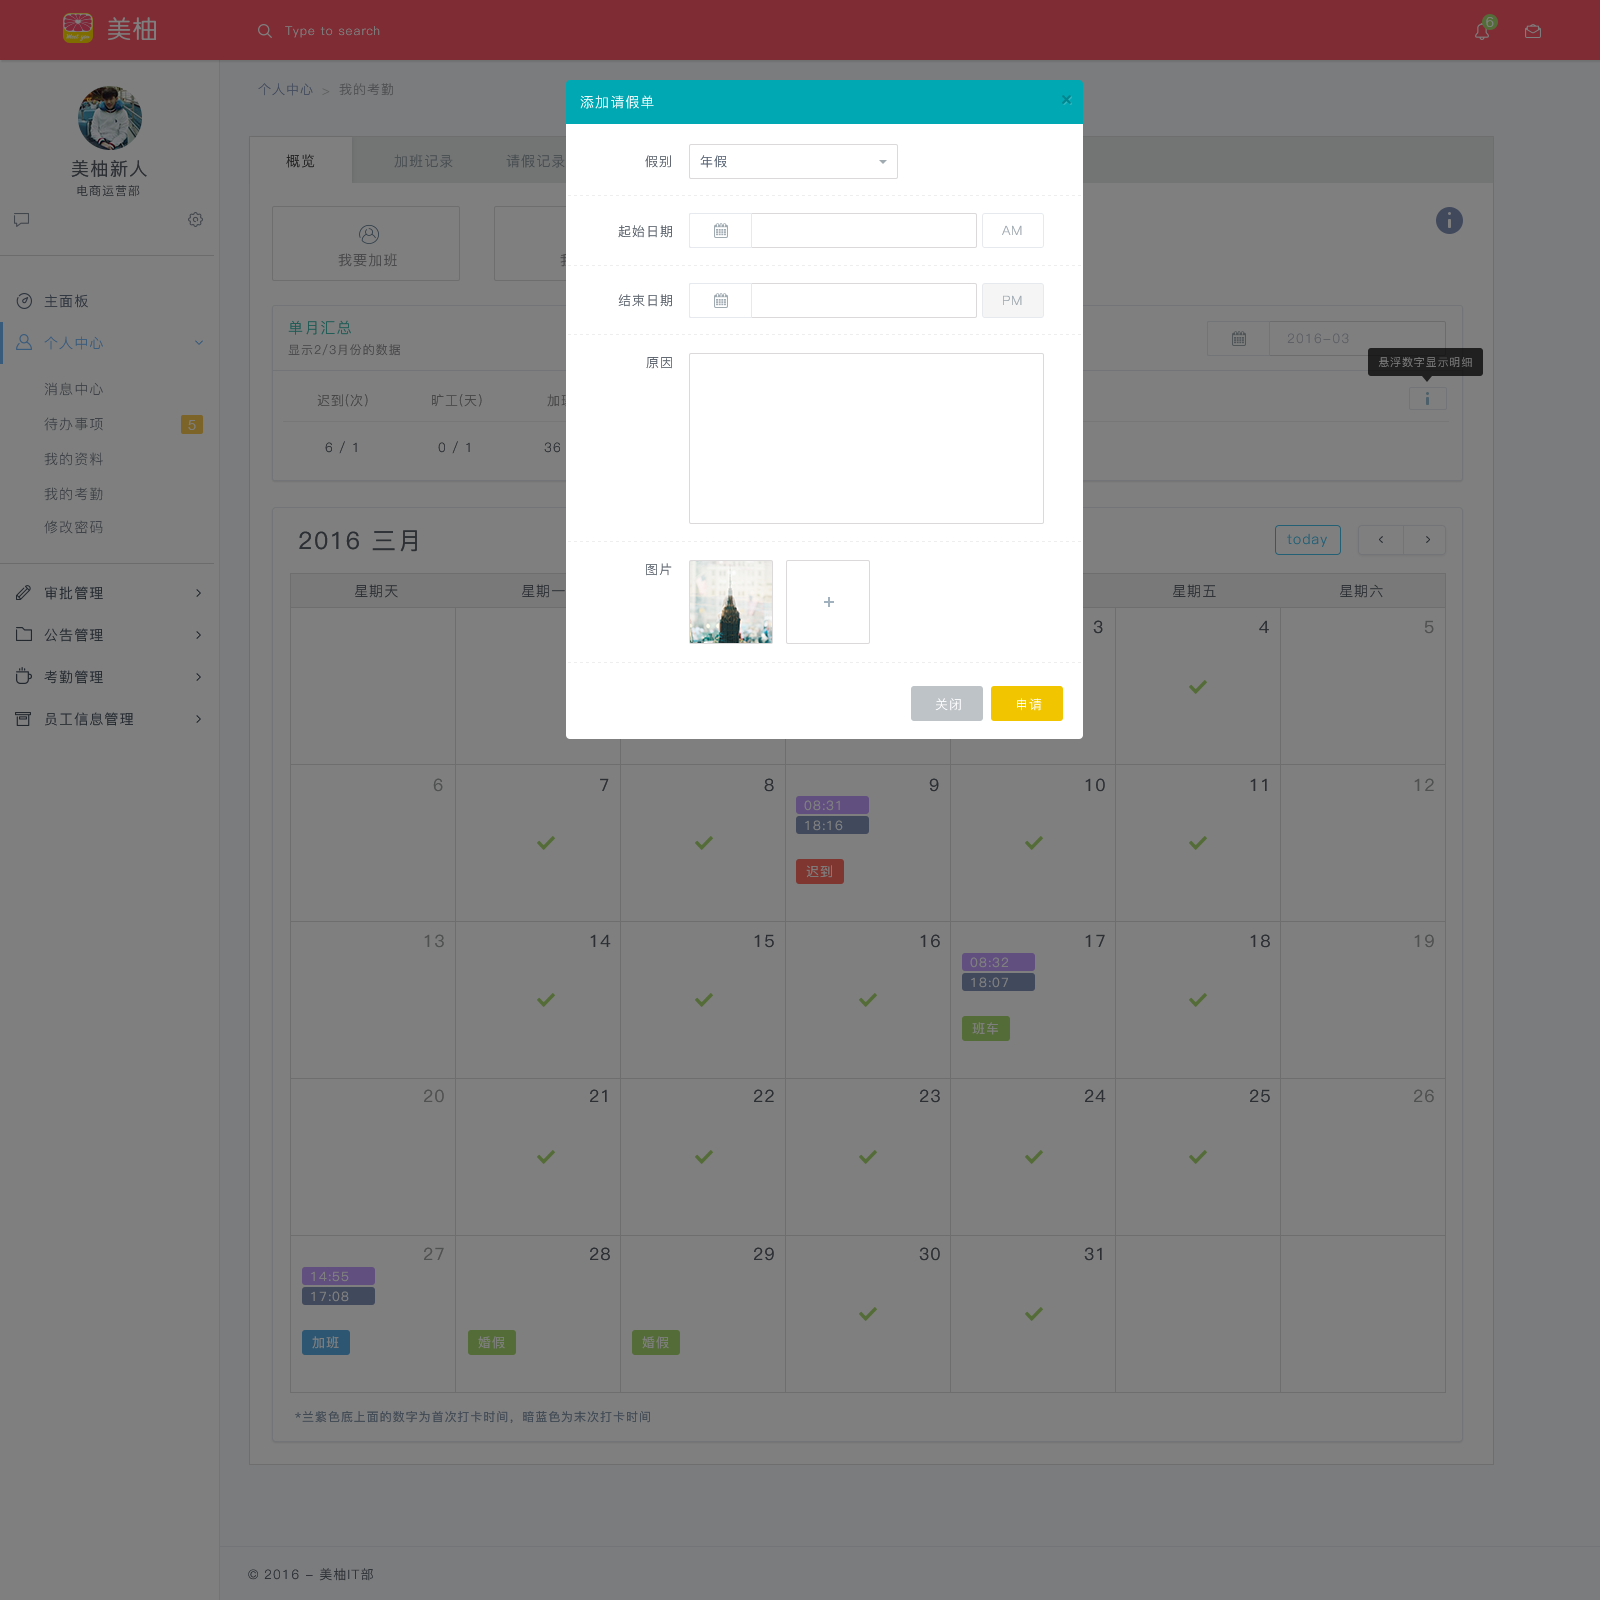 美柚
Type to search
6
个人中心 > 我的考勤
美柚新人
电商运营部
主面板
个人中心
消息中心
待办事项 5
我的资料
我的考勤
修改密码
审批管理
公告管理
考勤管理
员工信息管理
概览 加班记录 请假记录
我要加班
单月汇总
显示2/3月份的数据
2016-03
悬浮数字显示明细
迟到(次) 旷工(天)
6 / 1 0 / 1 36
添加请假单 ×
假别 年假
起始日期 AM
结束日期 PM
原因
图片
+
关闭 申请
2016 三月
today < >
星期天 星期一 星期五 星期六
3 4 5
6 7 8 9 10 11 12
08:31
18:16
迟到
13 14 15 16 17 18 19
08:32
18:07
班车
20 21 22 23 24 25 26
27 28 29 30 31
14:55
17:08
加班 婚假 婚假
*兰紫色底上面的数字为首次打卡时间，暗蓝色为末次打卡时间
© 2016 - 美柚IT部